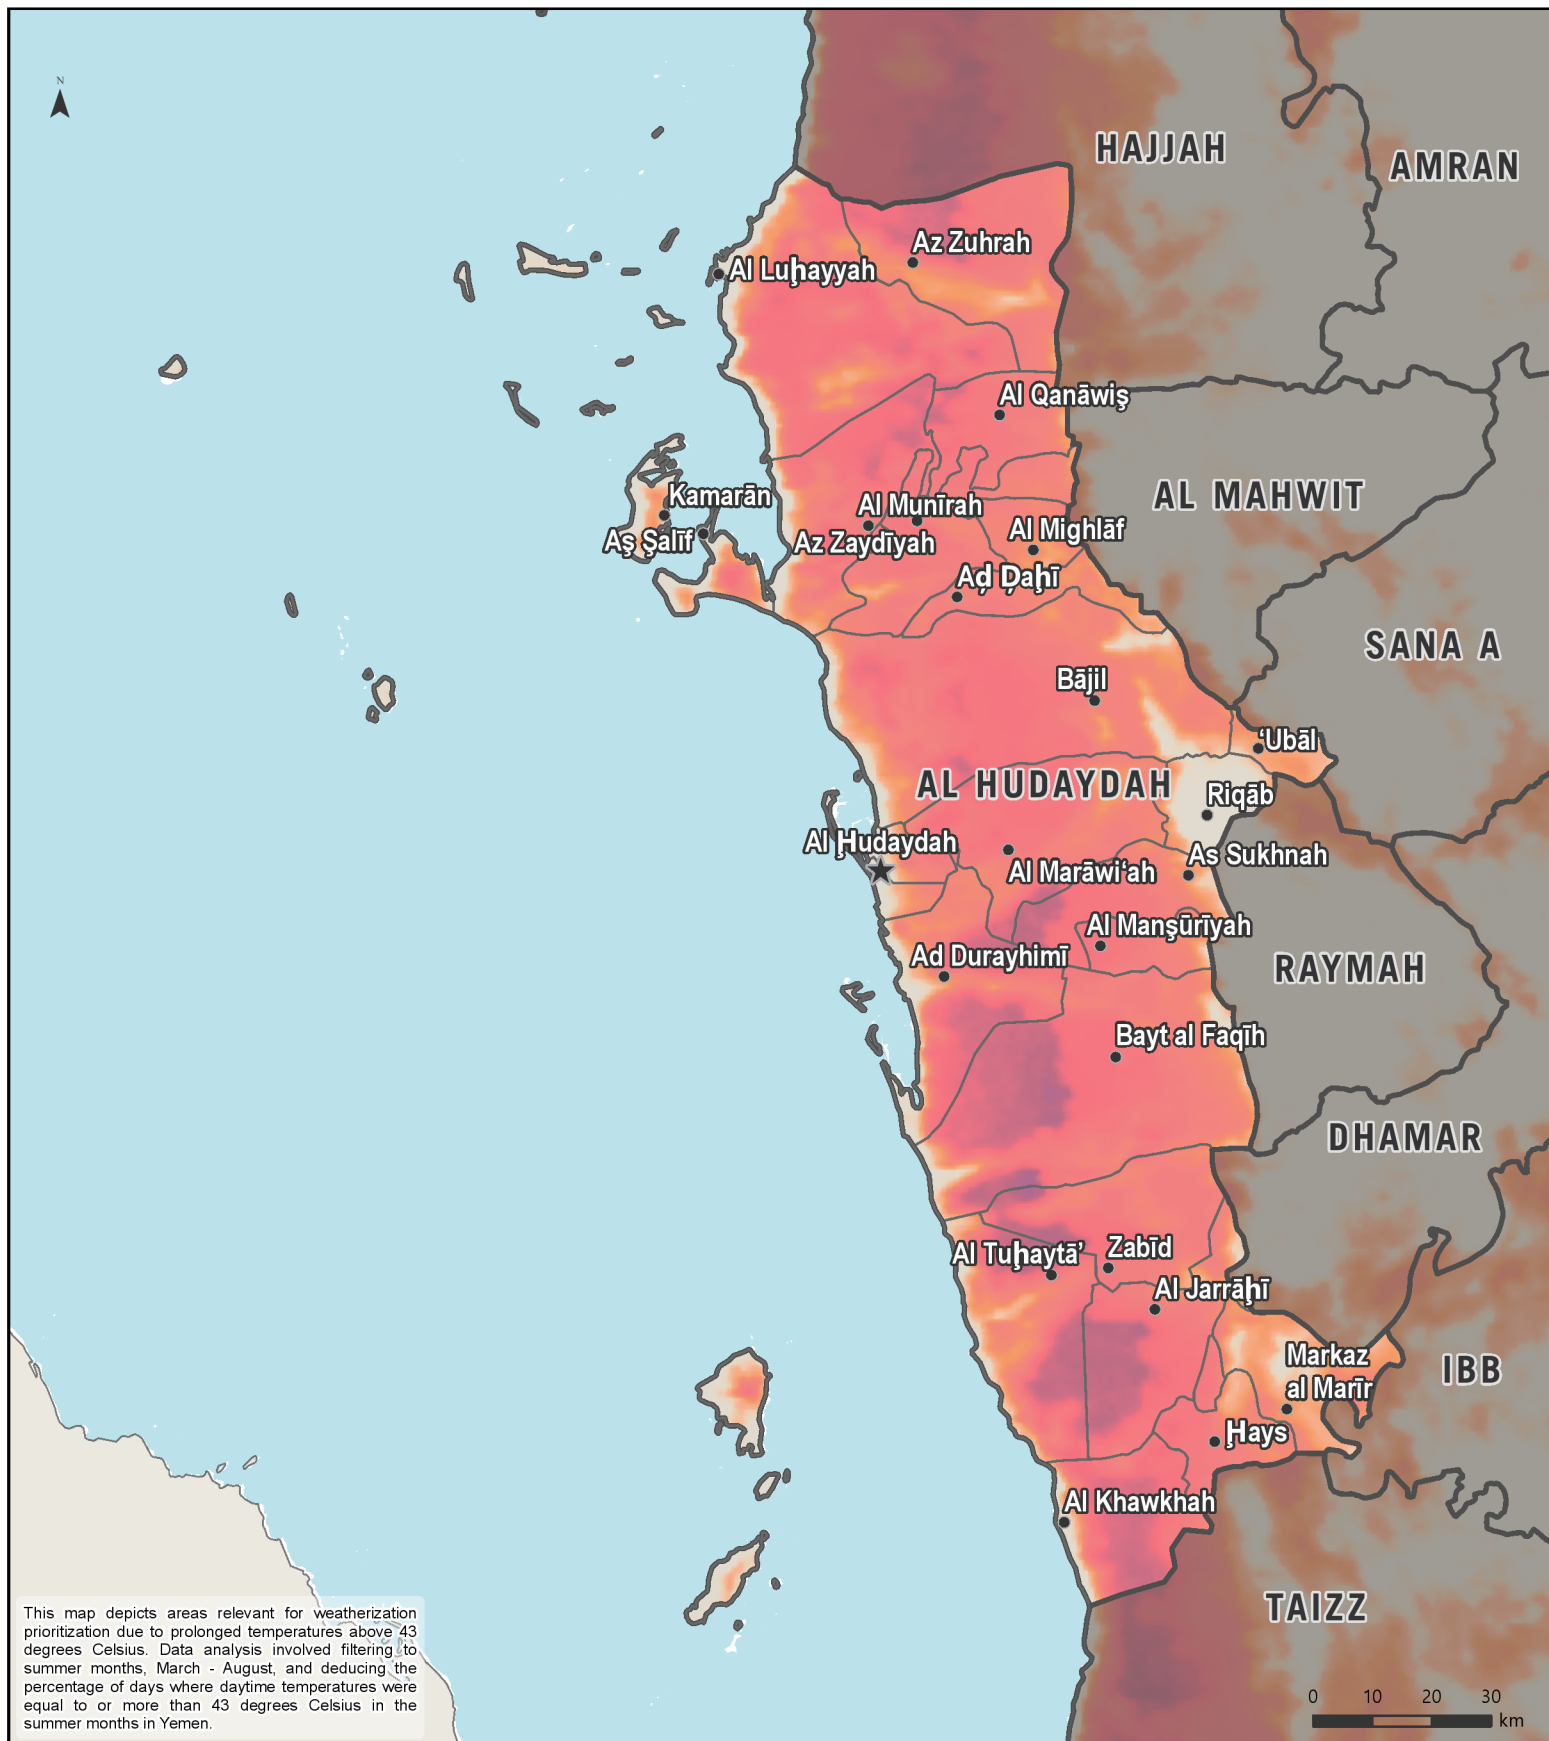 N
HAJJAH
AMRAN
Az Zuhrah
Al Luḩayyah
Al Qanāwiş
AL MAHWIT
Kamarān
Al Munīrah
Al Mighlāf
Aş Şalīf
Az Zaydīyah
Aḑ Ḑaḩī
SANA A
Bājil
‘Ubāl
AL HUDAYDAH
Riqāb
Al Ḩudaydah
As Sukhnah
Al Marāwi‘ah
Al Manşūrīyah
Ad Durayhimī
RAYMAH
Bayt al Faqīh
DHAMAR
Al Tuḩaytā’
Zabīd
Al Jarrāḩī
Markaz
al Marīr
IBB
Ḩays
Al Khawkhah
TAIZZ
This map depicts areas relevant for weatherization
prioritization due to prolonged temperatures above 43
degrees Celsius. Data analysis involved filtering to
summer months, March - August, and deducing the
percentage of days where daytime temperatures were
equal to or more than 43 degrees Celsius in the
summer months in Yemen.
0 10 20 30
km